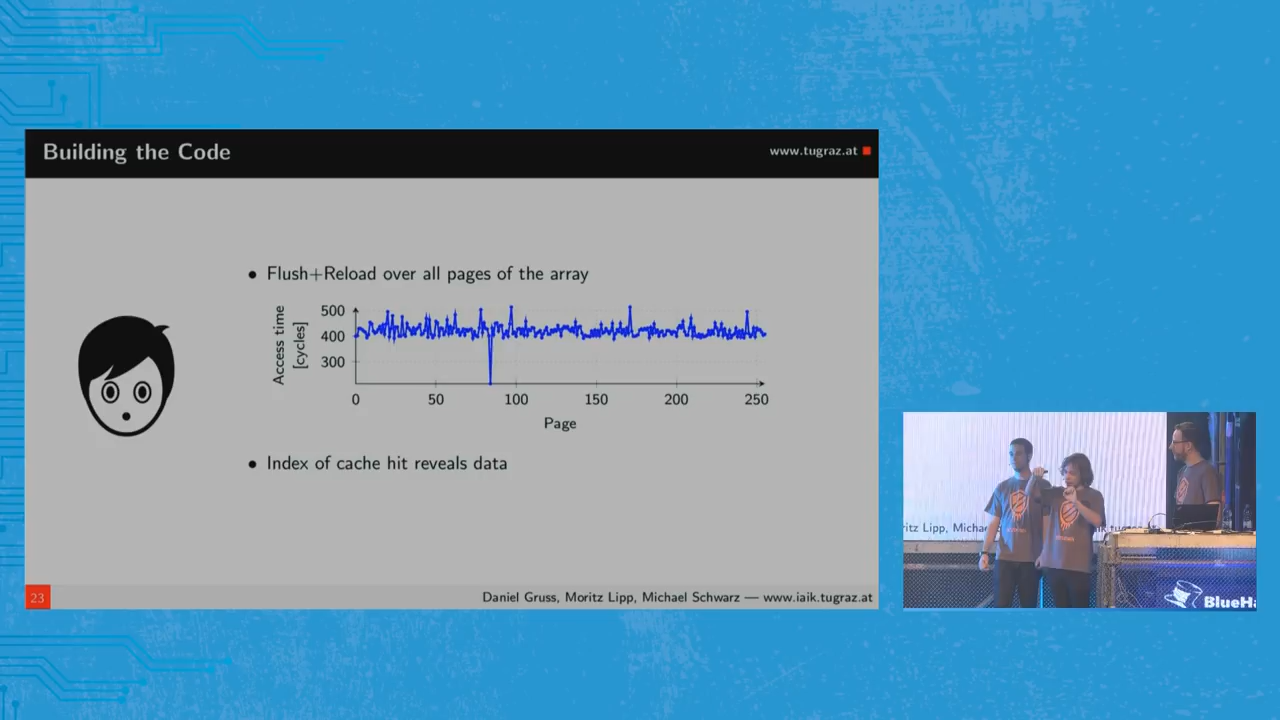 Building the Code
www.tugraz.at
• Flush+Reload over all pages of the array
Access time
[cycles]
500
400
300
0 50 100 150 200 250
Page
• Index of cache hit reveals data
23
Daniel Gruss, Moritz Lipp, Michael Schwarz — www.iaik.tugraz.at
ritz Lipp, Michae
BlueHa